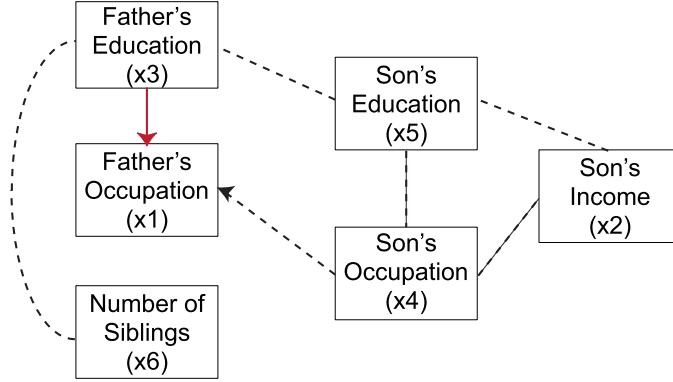 Father's
Education
(x3)
Father's
Occupation
(x1)
Number of
Siblings
(x6)
Son's
Education
(x5)
Son's
Occupation
(x4)
Son's
Income
(x2)